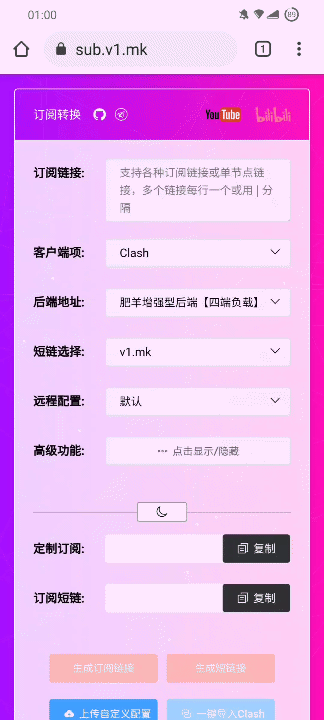 01:00
89
sub.v1.mk
1
订阅转换
YouTube
bilibili
订阅链接:
支持各种订阅链接或单节点链
接，多个链接每行一个或用 | 分
隔
客户端项:
Clash
后端地址:
肥羊增强型后端【四端负载】
短链选择:
v1.mk
远程配置:
默认
高级功能:
点击显示/隐藏
定制订阅:
复制
订阅短链:
复制
生成订阅链接
生成短链接
上传自定义配置
一键导入Clash